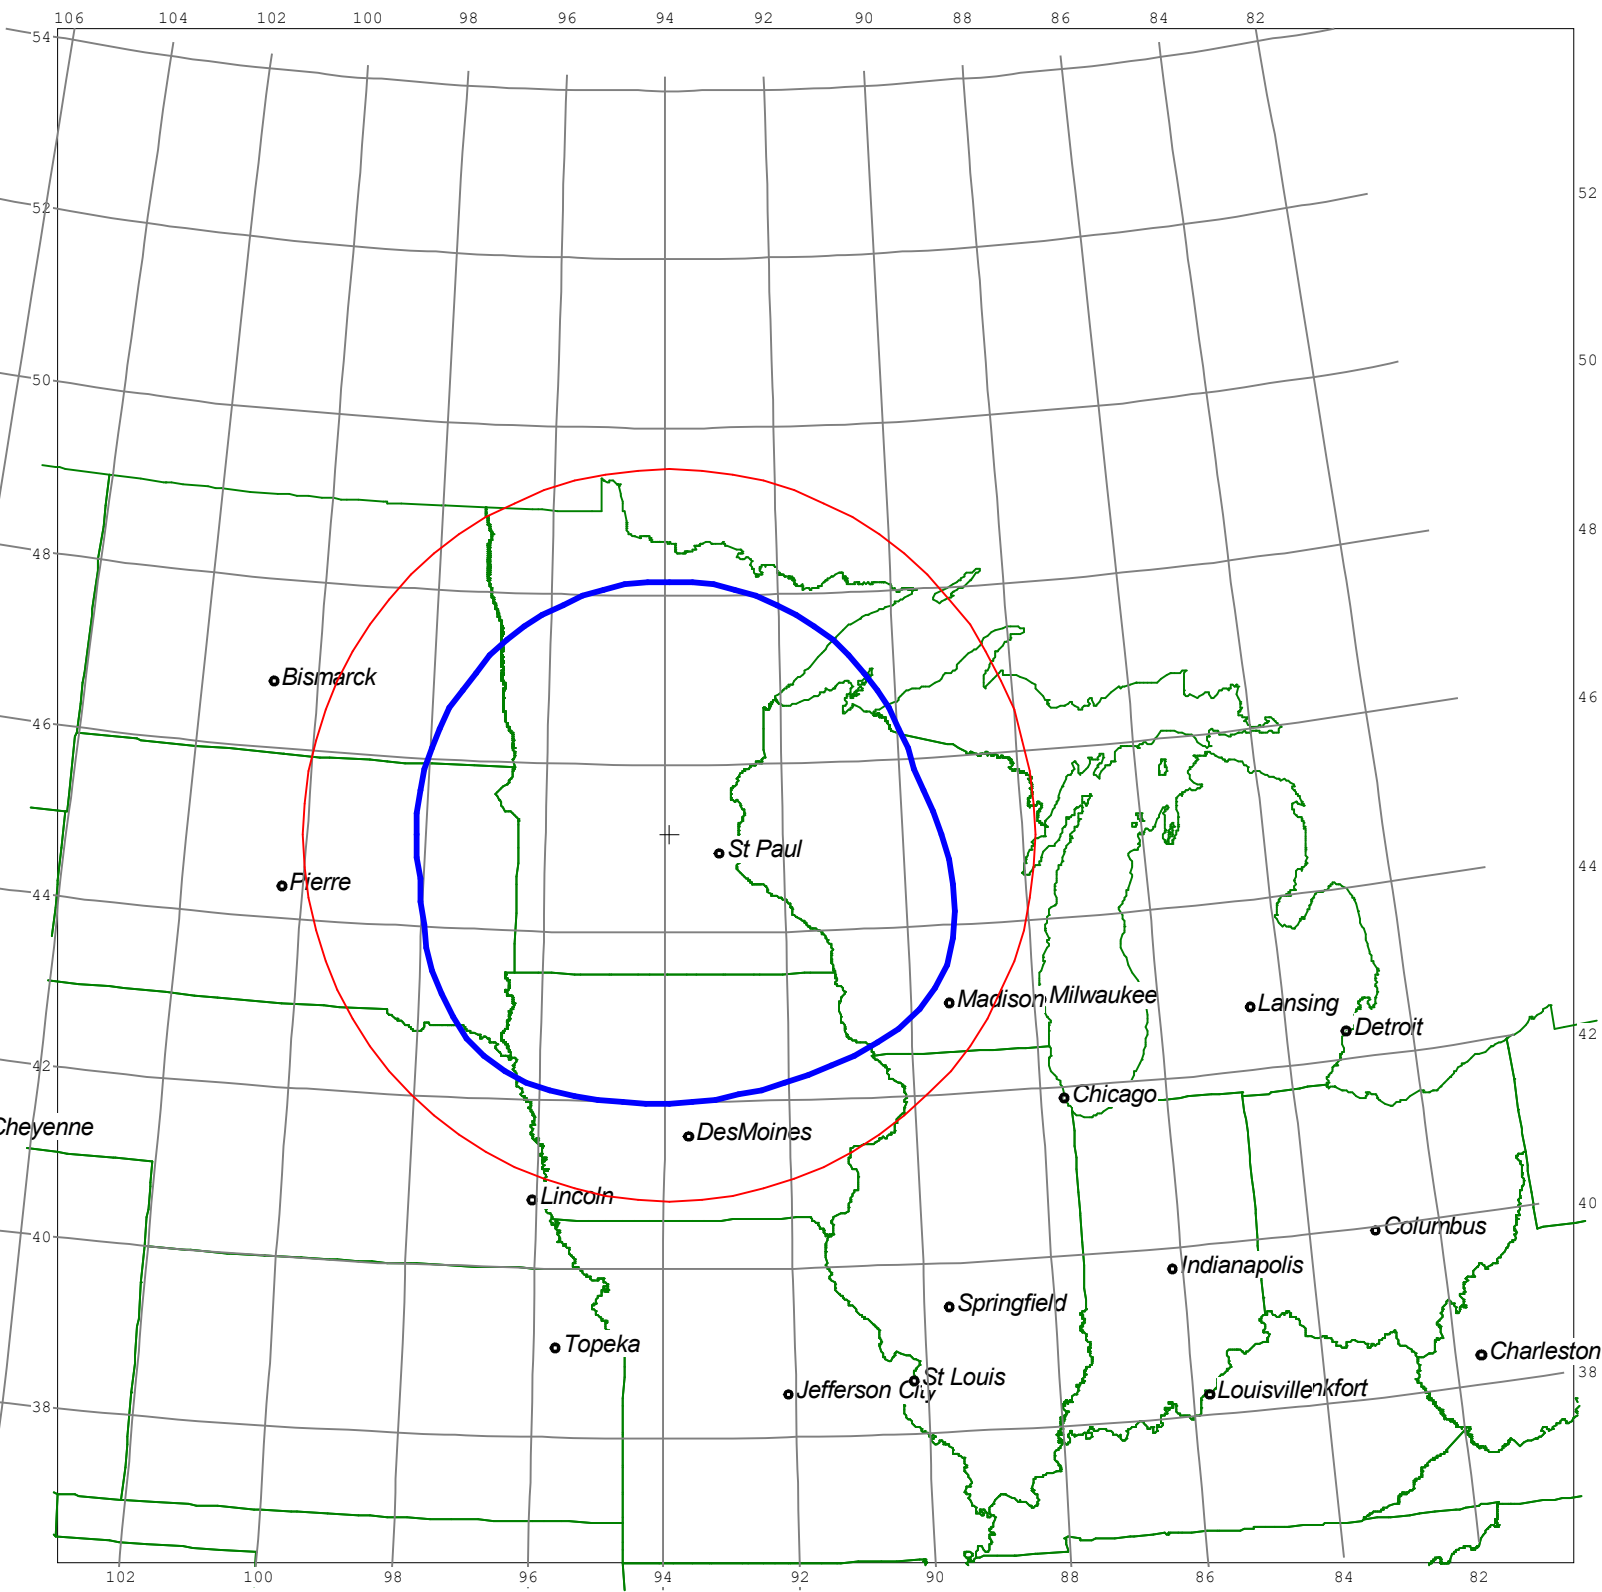 106 104 102 100 98 96 94 92 90 88 86 84 82
54
52 52
50 50
48 48
Bismarck
46 46
St Paul
44 44
Pierre
Madison Milwaukee Lansing
Detroit
42 42
Chicago
Cheyenne DesMoines
Lincoln 40
Columbus
40
Indianapolis
Springfield
Topeka Charleston
St Louis 38
Jefferson City Louisville nkfort
38
102 100 98 96 94 92 90 88 86 84 82